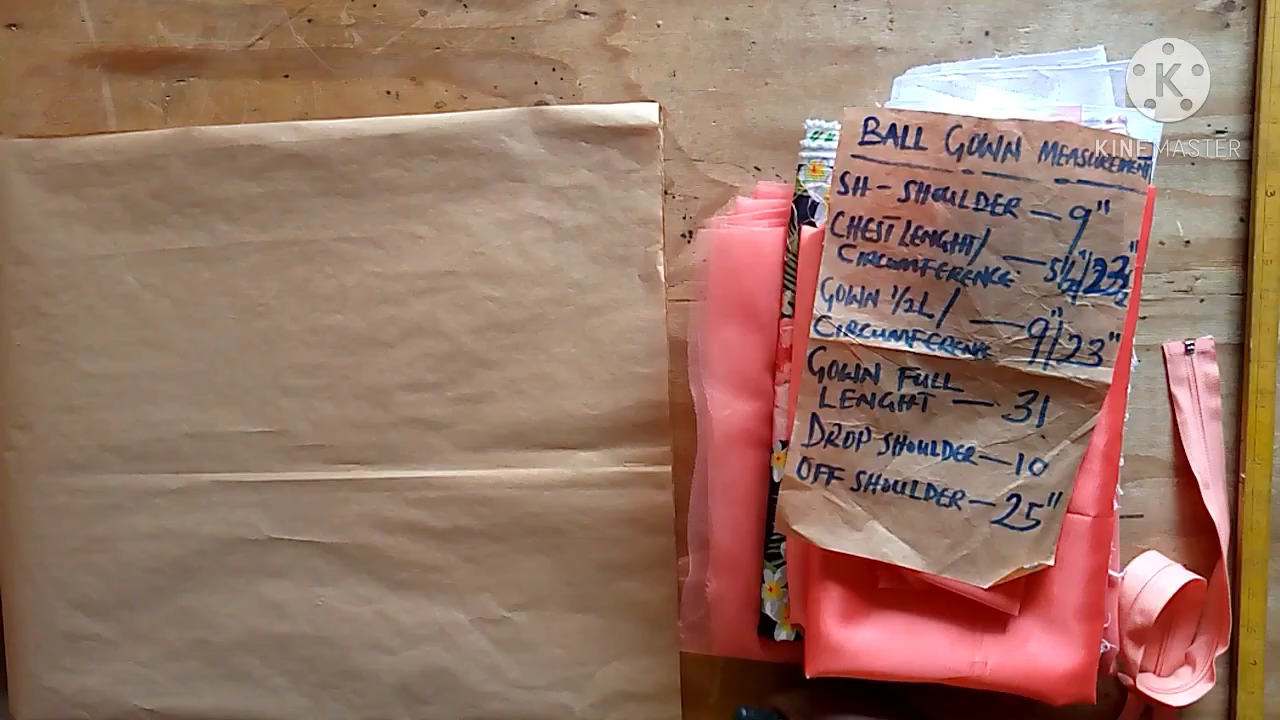 BALL GOWN MEASUREMENT
SH - SHOULDER — 9"
CHEST LENGHT/
CIRCUMFERENCE — 5½"/23½"
GOWN ½L /
CIRCUMFERENCE — 9"/23"
GOWN FULL
LENGHT — 31
DROP SHOULDER — 10
OFF SHOULDER — 25"
K
KINEMASTER